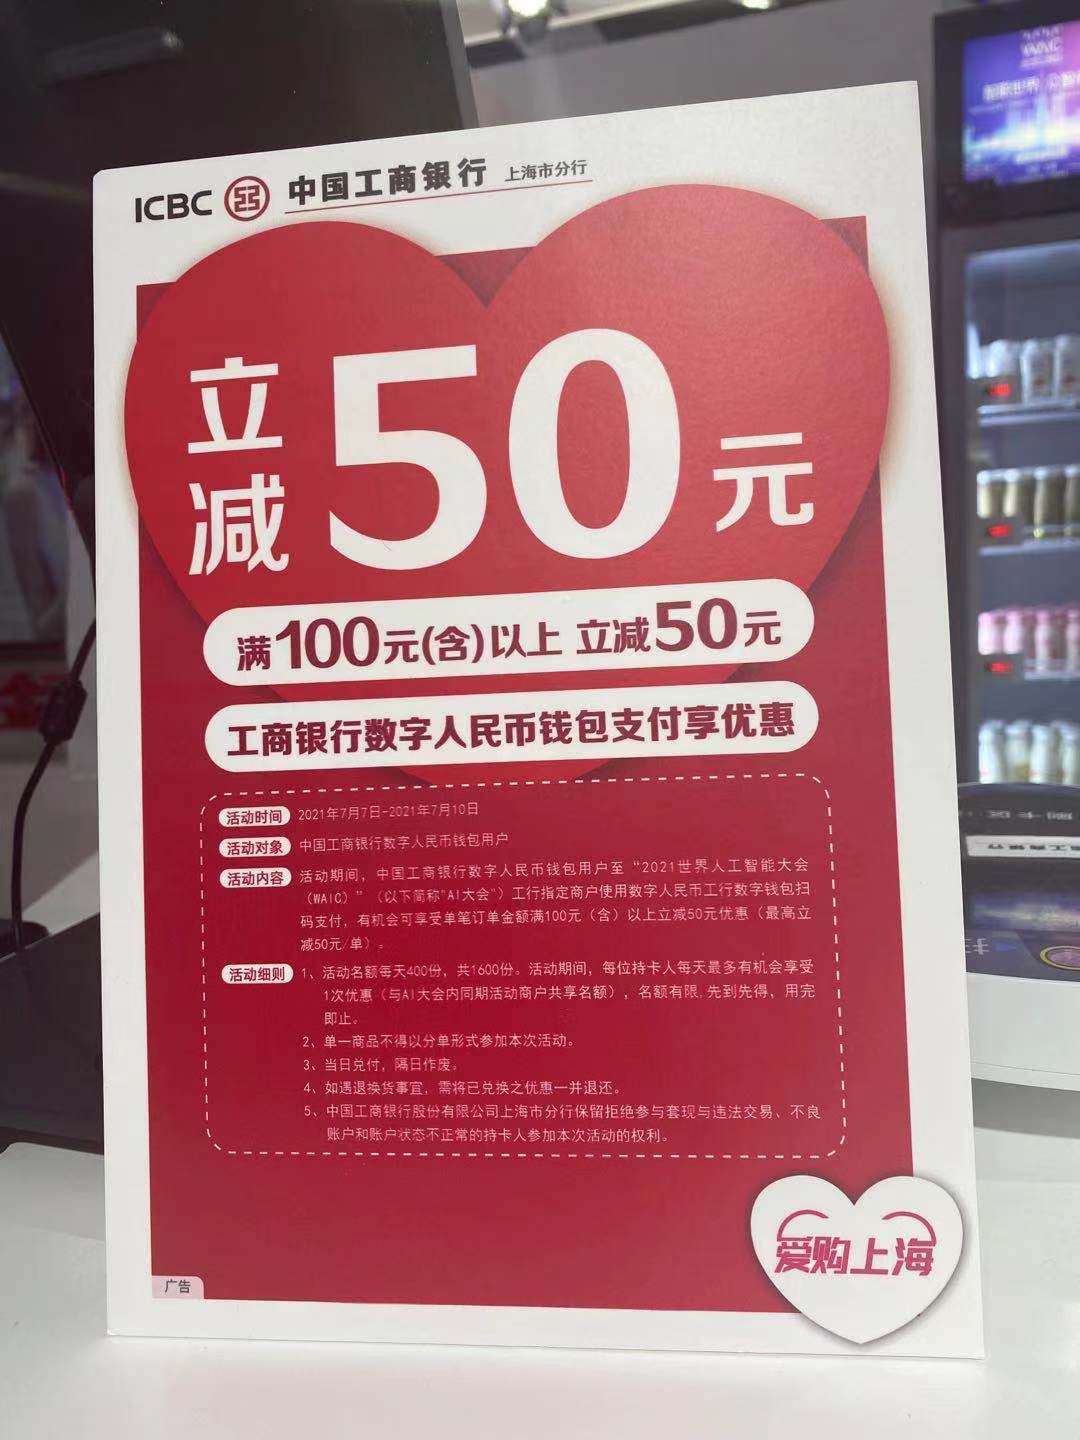 ICBC 中国工商银行 上海市分行
立减50元
满100元(含)以上 立减50元
工商银行数字人民币钱包支付享优惠
活动时间 2021年7月7日-2021年7月10日
活动对象 中国工商银行数字人民币钱包用户
活动内容 活动期间，中国工商银行数字人民币钱包用户至“2021世界人工智能大会
（WAIC）”（以下简称"AI大会"）工行指定商户使用数字人民币工行数字钱包扫
码支付，有机会可享受单笔订单金额满100元（含）以上立减50元优惠（最高立
减50元/单）。
活动细则 1、活动名额每天400份，共1600份。活动期间，每位持卡人每天最多有机会享受
1次优惠（与AI大会内同期活动商户共享名额），名额有限,先到先得，用完
即止。
2、单一商品不得以分单形式参加本次活动。
3、当日兑付，隔日作废。
4、如遇退换货事宜，需将已兑换之优惠一并退还。
5、中国工商银行股份有限公司上海市分行保留拒绝参与套现与违法交易、不良
账户和账户状态不正常的持卡人参加本次活动的权利。
爱购上海
广告
WAIC